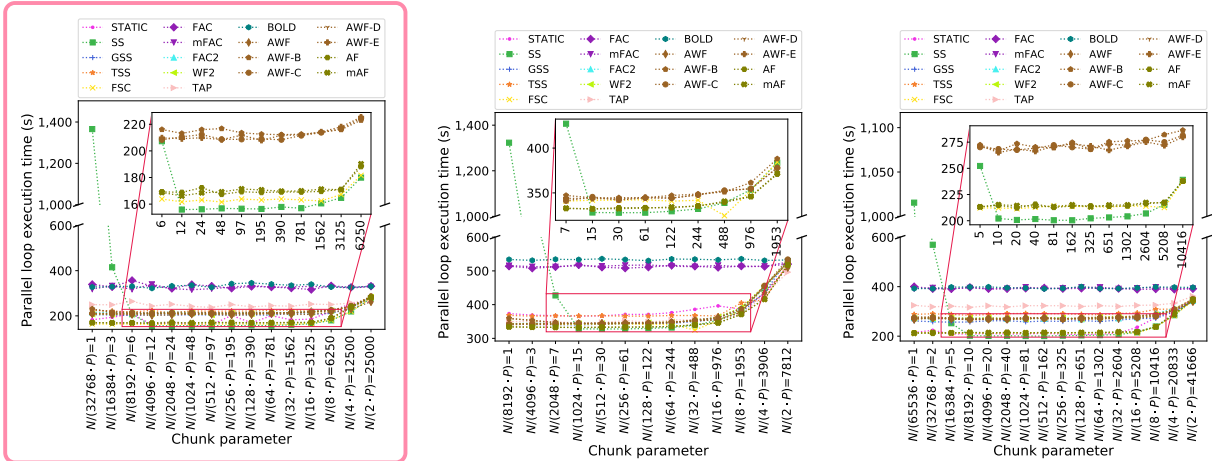 STATIC FAC BOLD AWF-D
SS mFAC AWF AWF-E
GSS FAC2 AWF-B AF
TSS WF2 AWF-C mAF
FSC TAP
Parallel loop execution time (s)
1,400
1,200
1,000
600
400
200
220
200
180
160
6 12 24 48 97 195 390 781 1562 3125 6250
N/(32768 · P)=1
N/(16384 · P)=3
N/(8192 · P)=6
N/(4096 · P)=12
N/(2048 · P)=24
N/(1024 · P)=48
N/(512 · P)=97
N/(256 · P)=195
N/(128 · P)=390
N/(64 · P)=781
N/(32 · P)=1562
N/(16 · P)=3125
N/(8 · P)=6250
N/(4 · P)=12500
N/(2 · P)=25000
Chunk parameter
STATIC FAC BOLD AWF-D
SS mFAC AWF AWF-E
GSS FAC2 AWF-B AF
TSS WF2 AWF-C mAF
FSC TAP
Parallel loop execution time (s)
1,400
1,200
1,000
600
500
400
300
400
350
7 15 30 61 122 244 488 976 1953
N/(8192 · P)=1
N/(4096 · P)=3
N/(2048 · P)=7
N/(1024 · P)=15
N/(512 · P)=30
N/(256 · P)=61
N/(128 · P)=122
N/(64 · P)=244
N/(32 · P)=488
N/(16 · P)=976
N/(8 · P)=1953
N/(4 · P)=3906
N/(2 · P)=7812
Chunk parameter
STATIC FAC BOLD AWF-D
SS mFAC AWF AWF-E
GSS FAC2 AWF-B AF
TSS WF2 AWF-C mAF
FSC TAP
Parallel loop execution time (s)
1,100
1,000
600
400
200
275
250
225
200
5 10 20 40 81 162 325 651 1302 2604 5208 10416
N/(65536 · P)=1
N/(32768 · P)=2
N/(16384 · P)=5
N/(8192 · P)=10
N/(4096 · P)=20
N/(2048 · P)=40
N/(1024 · P)=81
N/(512 · P)=162
N/(256 · P)=325
N/(128 · P)=651
N/(64 · P)=1302
N/(32 · P)=2604
N/(16 · P)=5208
N/(8 · P)=10416
N/(4 · P)=20833
N/(2 · P)=41666
Chunk parameter